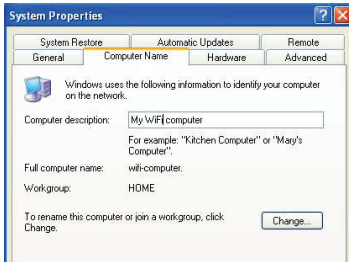 System Properties
System Restore Automatic Updates Remote
General Computer Name Hardware Advanced
Windows uses the following information to identify your computer
on the network.
Computer description: My WiFi computer
For example: "Kitchen Computer" or "Mary's
Computer".
Full computer name: wifi-computer.
Workgroup: HOME
To rename this computer or join a workgroup, click
Change.
Change...